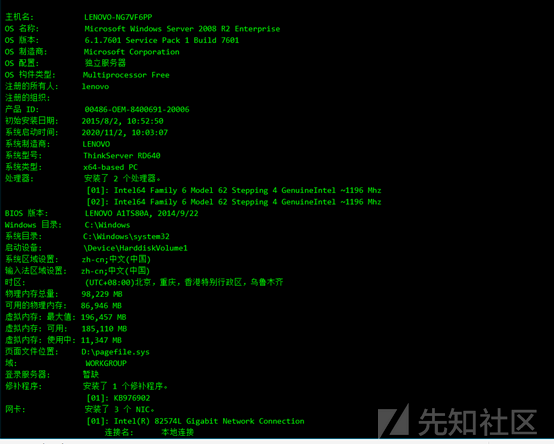 主机名: LENOVO-NG7VF6PP
OS 名称: Microsoft Windows Server 2008 R2 Enterprise
OS 版本: 6.1.7601 Service Pack 1 Build 7601
OS 制造商: Microsoft Corporation
OS 配置: 独立服务器
OS 构件类型: Multiprocessor Free
注册的所有人: lenovo
注册的组织:
产品 ID: 00486-OEM-8400691-20006
初始安装日期: 2015/8/2, 10:52:50
系统启动时间: 2020/11/2, 10:03:07
系统制造商: LENOVO
系统型号: ThinkServer RD640
系统类型: x64-based PC
处理器: 安装了 2 个处理器。
[01]: Intel64 Family 6 Model 62 Stepping 4 GenuineIntel ~1196 Mhz
[02]: Intel64 Family 6 Model 62 Stepping 4 GenuineIntel ~1196 Mhz
BIOS 版本: LENOVO A1TS80A, 2014/9/22
Windows 目录: C:\Windows
系统目录: C:\Windows\system32
启动设备: \Device\HarddiskVolume1
系统区域设置: zh-cn;中文(中国)
输入法区域设置: zh-cn;中文(中国)
时区: (UTC+08:00)北京，重庆，香港特别行政区，乌鲁木齐
物理内存总量: 98,229 MB
可用的物理内存: 86,946 MB
虚拟内存: 最大值: 196,457 MB
虚拟内存: 可用: 185,110 MB
虚拟内存: 使用中: 11,347 MB
页面文件位置: D:\pagefile.sys
域: WORKGROUP
登录服务器: 暂缺
修补程序: 安装了 1 个修补程序。
[01]: KB976902
网卡: 安装了 3 个 NIC。
[01]: Intel(R) 82574L Gigabit Network Connection
连接名: 本地连接
先知社区